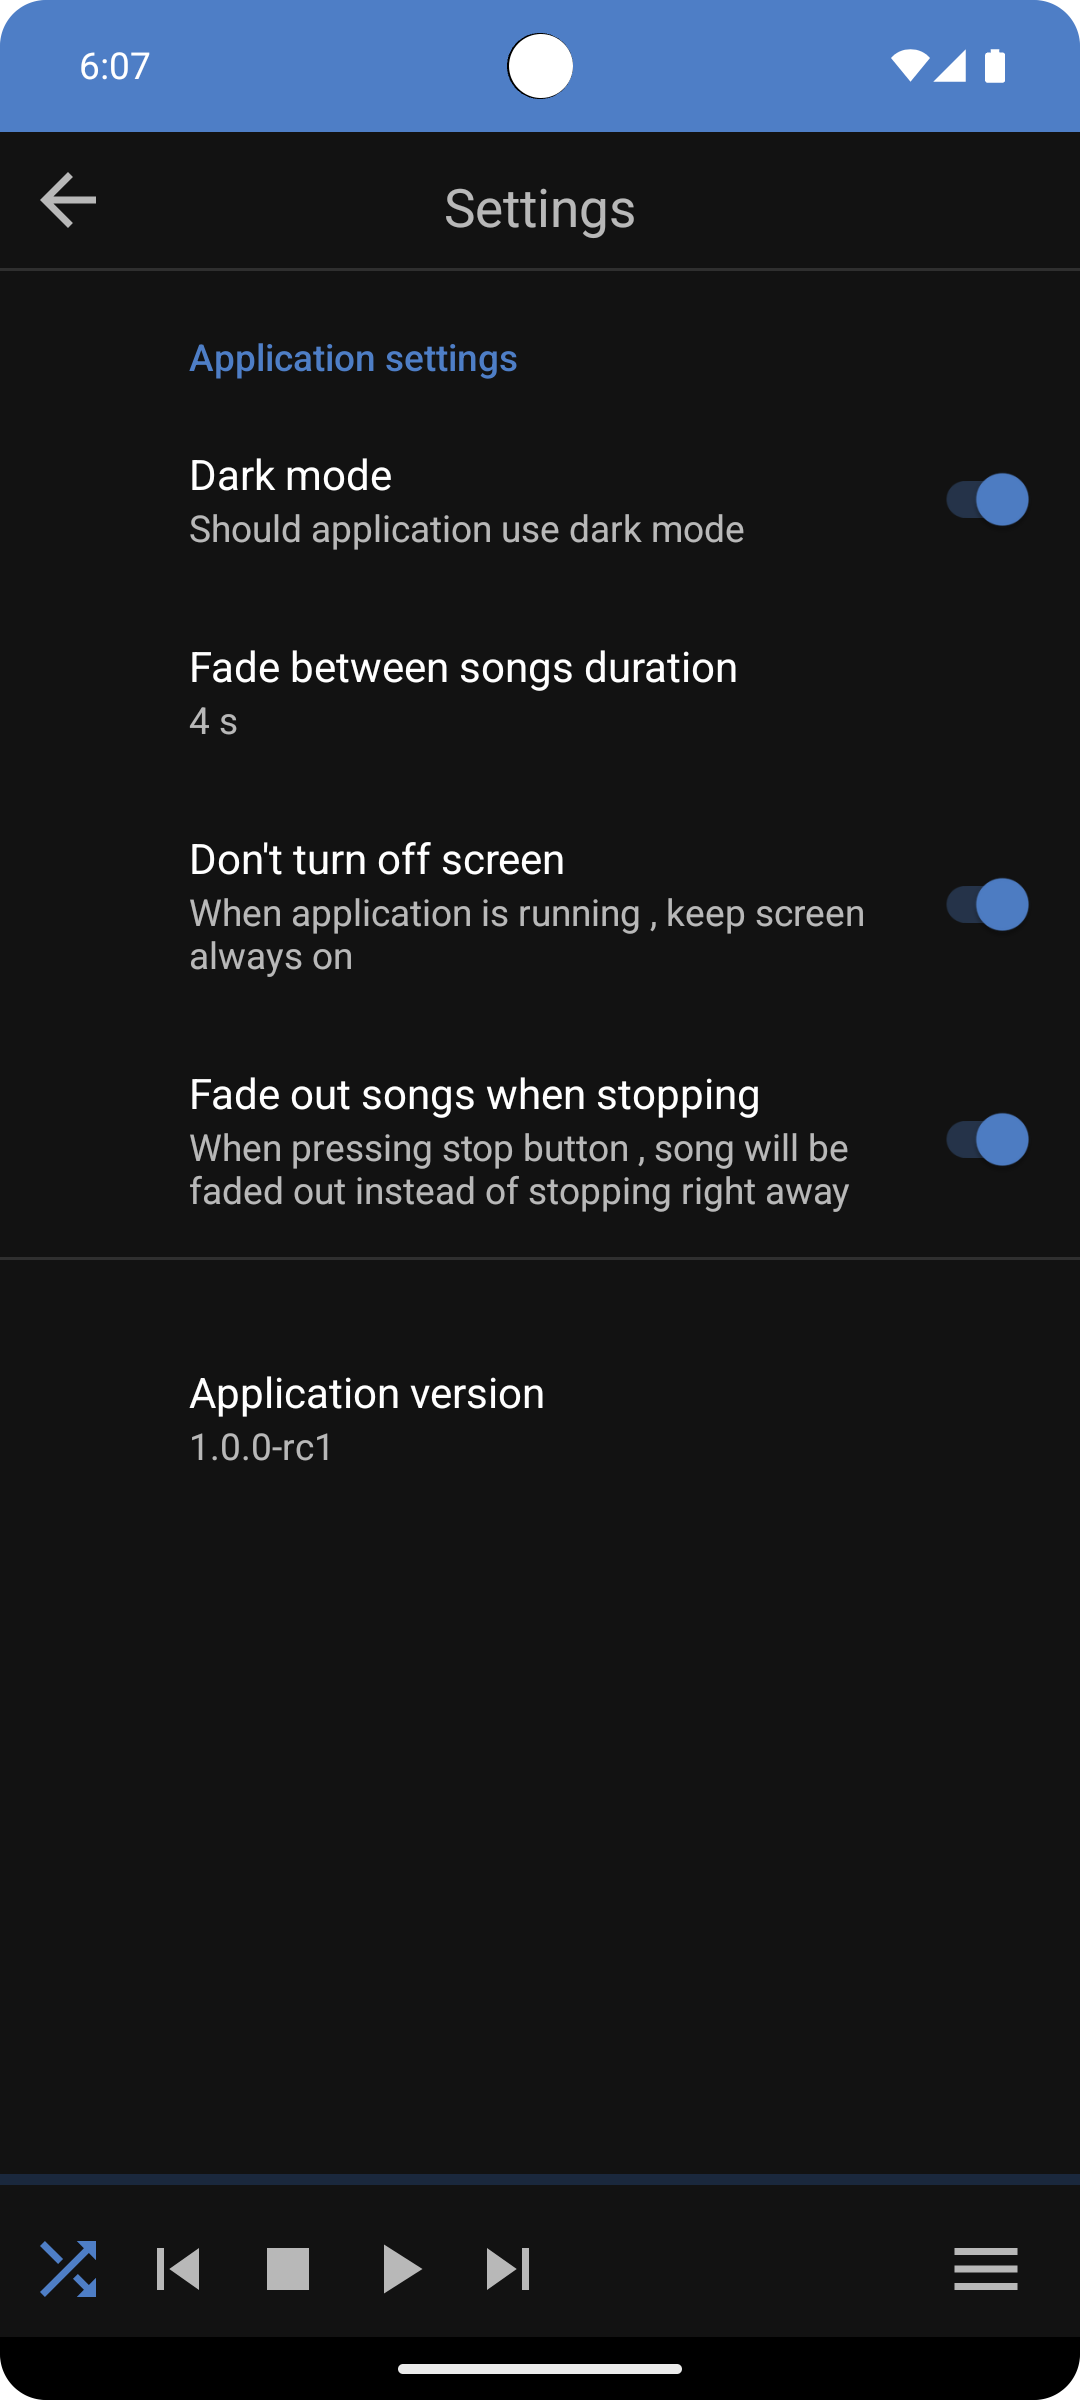 6:07
Settings
Application settings
Dark mode
Should application use dark mode
Fade between songs duration
4 s
Don't turn off screen
When application is running , keep screen
always on
Fade out songs when stopping
When pressing stop button , song will be
faded out instead of stopping right away
Application version
1.0.0-rc1